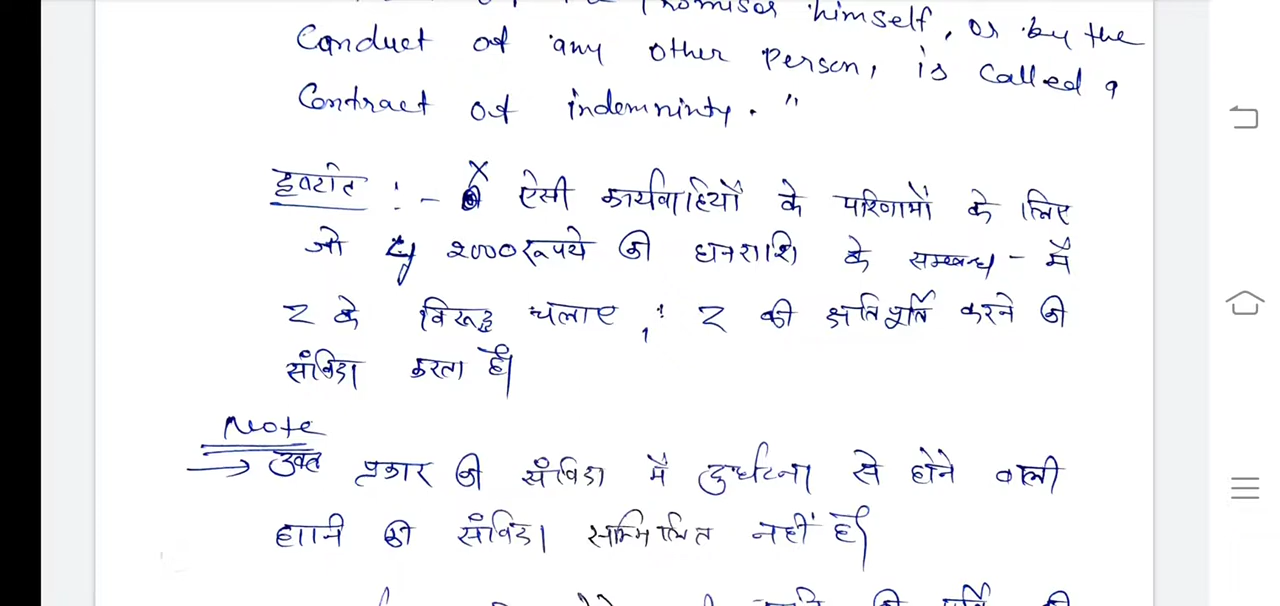 Promisor himself, or by the
Conduct of any other Person, is Called a
Contract of indemninty. "
दृष्टांत :- X ऐसी कार्यवाहियों के परिणामों के लिए
जो y 2000 रूपये की धनराशि के सम्बन्ध - में
Z के विरूद्ध चलाए, Z की क्षतिपूर्ति करने की
संविदा करता है।
Note
→ उक्त प्रकार की संविदा में दुर्घटना से होने वाली
हानी की संविदा सम्मिलित नहीं है।